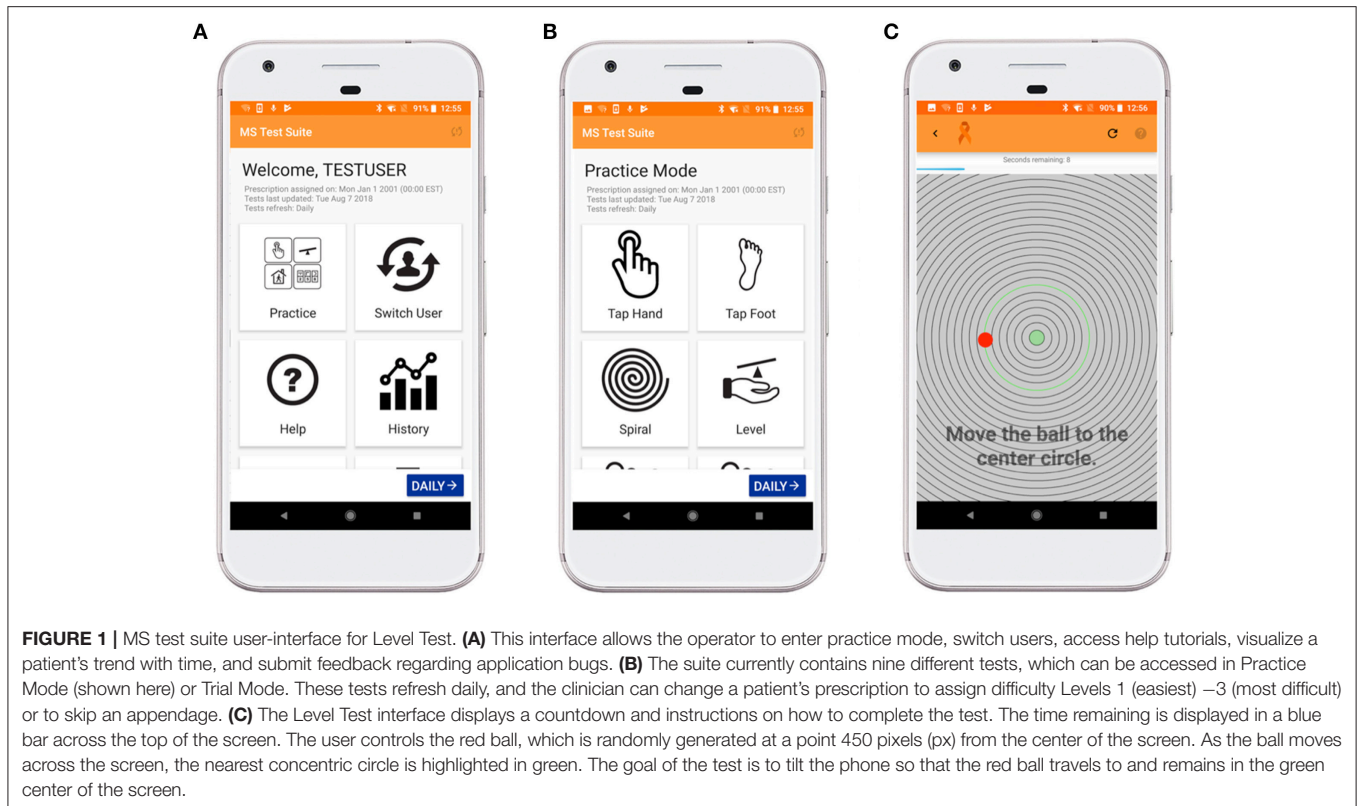 A
B
C
91% 12:55
MS Test Suite
Welcome, TESTUSER
Prescription assigned on: Mon Jan 1 2001 (00:00 EST)
Tests last updated: Tue Aug 7 2018
Tests refresh: Daily
Practice
Switch User
?
Help
History
DAILY→
91% 12:55
MS Test Suite
Practice Mode
Prescription assigned on: Mon Jan 1 2001 (00:00 EST)
Tests last updated: Tue Aug 7 2018
Tests refresh: Daily
Tap Hand
Tap Foot
Spiral
Level
DAILY→
90% 12:56
?
Seconds remaining: 8
Move the ball to the
center circle.
FIGURE 1 | MS test suite user-interface for Level Test. (A) This interface allows the operator to enter practice mode, switch users, access help tutorials, visualize a
patient's trend with time, and submit feedback regarding application bugs. (B) The suite currently contains nine different tests, which can be accessed in Practice
Mode (shown here) or Trial Mode. These tests refresh daily, and the clinician can change a patient's prescription to assign difficulty Levels 1 (easiest) −3 (most difficult)
or to skip an appendage. (C) The Level Test interface displays a countdown and instructions on how to complete the test. The time remaining is displayed in a blue
bar across the top of the screen. The user controls the red ball, which is randomly generated at a point 450 pixels (px) from the center of the screen. As the ball moves
across the screen, the nearest concentric circle is highlighted in green. The goal of the test is to tilt the phone so that the red ball travels to and remains in the green
center of the screen.